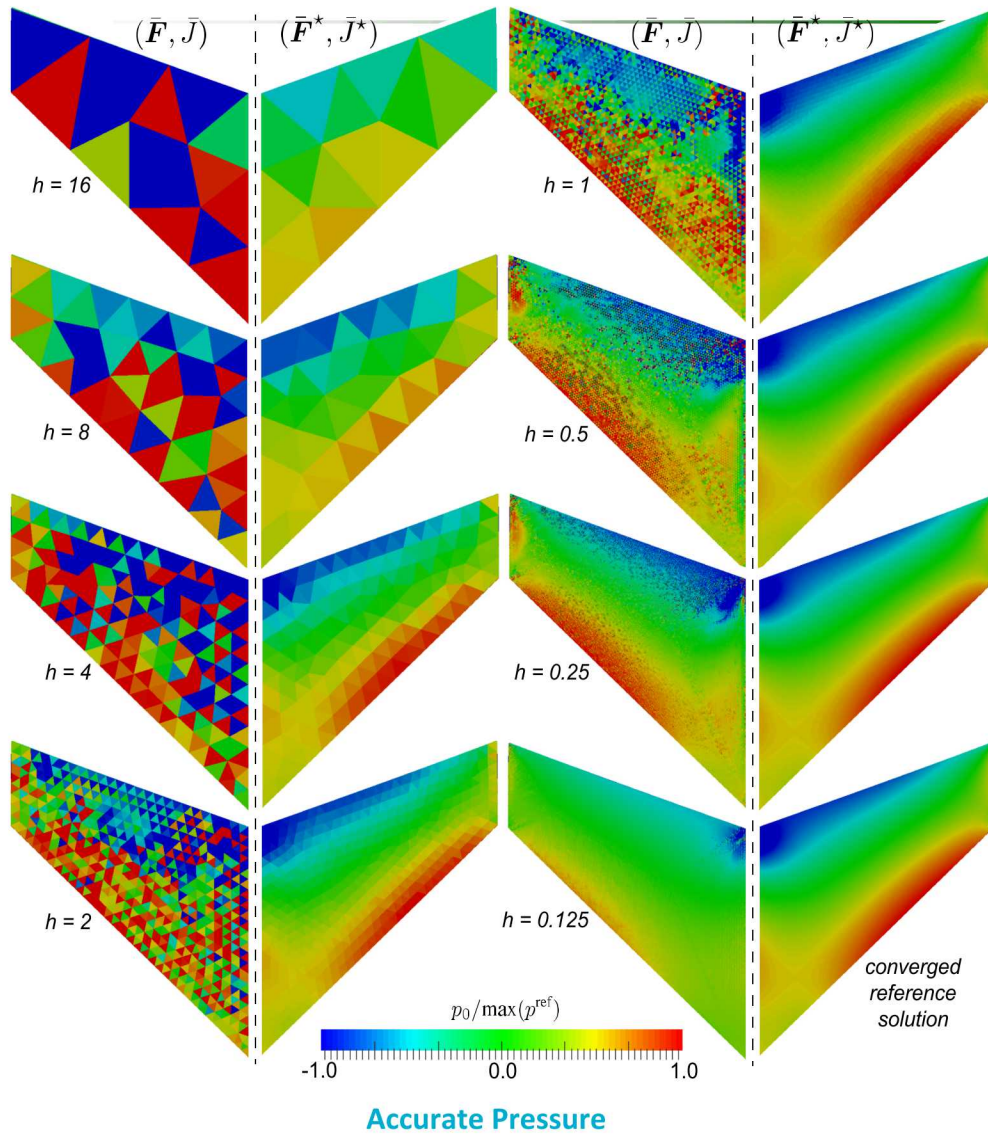 (F̄, J̄) (F̄⋆, J̄⋆) (F̄, J̄) (F̄⋆, J̄⋆)
h = 16 h = 1
h = 8 h = 0.5
h = 4 h = 0.25
h = 2 h = 0.125
converged
reference
solution
p₀/max(pʳᵉᶠ)
-1.0 0.0 1.0
Accurate Pressure